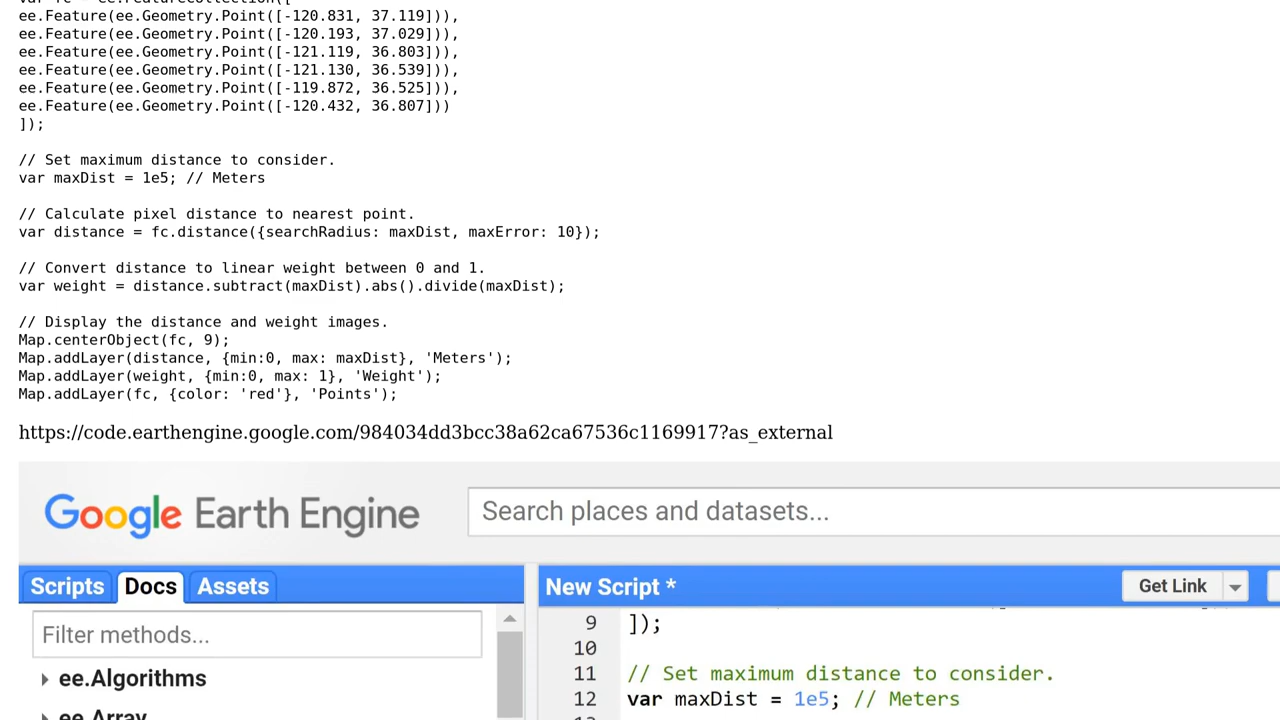 var fc = ee.FeatureCollection([
ee.Feature(ee.Geometry.Point([-120.831, 37.119])),
ee.Feature(ee.Geometry.Point([-120.193, 37.029])),
ee.Feature(ee.Geometry.Point([-121.119, 36.803])),
ee.Feature(ee.Geometry.Point([-121.130, 36.539])),
ee.Feature(ee.Geometry.Point([-119.872, 36.525])),
ee.Feature(ee.Geometry.Point([-120.432, 36.807]))
]);
// Set maximum distance to consider.
var maxDist = 1e5; // Meters
// Calculate pixel distance to nearest point.
var distance = fc.distance({searchRadius: maxDist, maxError: 10});
// Convert distance to linear weight between 0 and 1.
var weight = distance.subtract(maxDist).abs().divide(maxDist);
// Display the distance and weight images.
Map.centerObject(fc, 9);
Map.addLayer(distance, {min:0, max: maxDist}, 'Meters');
Map.addLayer(weight, {min:0, max: 1}, 'Weight');
Map.addLayer(fc, {color: 'red'}, 'Points');
https://code.earthengine.google.com/984034dd3bcc38a62ca67536c1169917?as_external
Google Earth Engine
Search places and datasets...
Scripts Docs Assets
New Script *
Get Link
Filter methods...
ee.Algorithms
ee.Array
9 ]);
10
11 // Set maximum distance to consider.
12 var maxDist = 1e5; // Meters